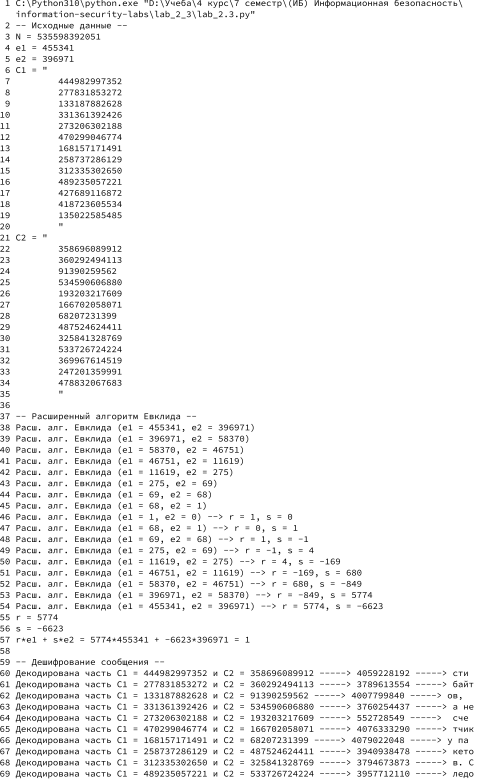 1 C:\Python310\python.exe "D:\Учеба\4 курс\7 семестр\(ИБ) Информационная безопасность\
information-security-labs\lab_2_3\lab_2.3.py"
2 -- Исходные данные --
3 N = 535598392051
4 e1 = 455341
5 e2 = 396971
6 C1 = "
7 444982997352
8 277831853272
9 133187882628
10 331361392426
11 273206302188
12 470299046774
13 168157171491
14 258737286129
15 312335302650
16 489235057221
17 427689116872
18 418723605534
19 135022585485
20 "
21 C2 = "
22 358696089912
23 360292494113
24 91390259562
25 534590606880
26 193203217609
27 166702058071
28 68207231399
29 487524624411
30 325841328769
31 533726724224
32 369967614519
33 247201359991
34 478832067683
35 "
36
37 -- Расширенный алгоритм Евклида --
38 Расш. алг. Евклида (e1 = 455341, e2 = 396971)
39 Расш. алг. Евклида (e1 = 396971, e2 = 58370)
40 Расш. алг. Евклида (e1 = 58370, e2 = 46751)
41 Расш. алг. Евклида (e1 = 46751, e2 = 11619)
42 Расш. алг. Евклида (e1 = 11619, e2 = 275)
43 Расш. алг. Евклида (e1 = 275, e2 = 69)
44 Расш. алг. Евклида (e1 = 69, e2 = 68)
45 Расш. алг. Евклида (e1 = 68, e2 = 1)
46 Расш. алг. Евклида (e1 = 1, e2 = 0) --> r = 1, s = 0
47 Расш. алг. Евклида (e1 = 68, e2 = 1) --> r = 0, s = 1
48 Расш. алг. Евклида (e1 = 69, e2 = 68) --> r = 1, s = -1
49 Расш. алг. Евклида (e1 = 275, e2 = 69) --> r = -1, s = 4
50 Расш. алг. Евклида (e1 = 11619, e2 = 275) --> r = 4, s = -169
51 Расш. алг. Евклида (e1 = 46751, e2 = 11619) --> r = -169, s = 680
52 Расш. алг. Евклида (e1 = 58370, e2 = 46751) --> r = 680, s = -849
53 Расш. алг. Евклида (e1 = 396971, e2 = 58370) --> r = -849, s = 5774
54 Расш. алг. Евклида (e1 = 455341, e2 = 396971) --> r = 5774, s = -6623
55 r = 5774
56 s = -6623
57 r*e1 + s*e2 = 5774*455341 + -6623*396971 = 1
58
59 -- Дешифрование сообщения --
60 Декодирована часть C1 = 444982997352 и C2 = 358696089912 -----> 4059228192 -----> сти
61 Декодирована часть C1 = 277831853272 и C2 = 360292494113 -----> 3789613554 -----> байт
62 Декодирована часть C1 = 133187882628 и C2 = 91390259562 -----> 4007799840 -----> ов,
63 Декодирована часть C1 = 331361392426 и C2 = 534590606880 -----> 3760254437 -----> а не
64 Декодирована часть C1 = 273206302188 и C2 = 193203217609 -----> 552728549 -----> сче
65 Декодирована часть C1 = 470299046774 и C2 = 166702058071 -----> 4076333290 -----> тчик
66 Декодирована часть C1 = 168157171491 и C2 = 68207231399 -----> 4079022048 -----> у па
67 Декодирована часть C1 = 258737286129 и C2 = 487524624411 -----> 3940938478 -----> кето
68 Декодирована часть C1 = 312335302650 и C2 = 325841328769 -----> 3794673873 -----> в. С
69 Декодирована часть C1 = 489235057221 и C2 = 533726724224 -----> 3957712110 -----> ледо